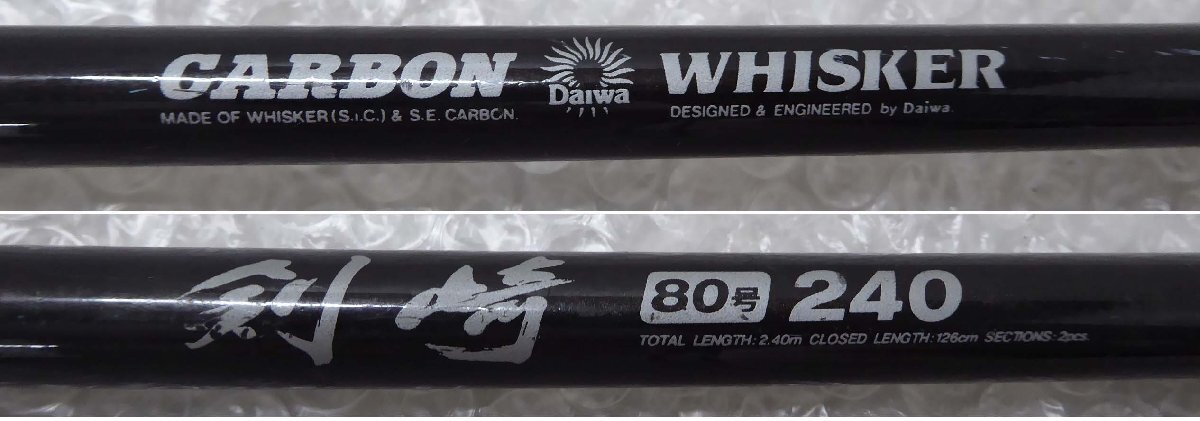 CARBON Daiwa WHISKER
MADE OF WHISKER (S.I.C.) & S.E. CARBON.
DESIGNED & ENGINEERED by Daiwa.
剣崎 80号 240
TOTAL LENGTH: 2.40m CLOSED LENGTH: 126cm SECTIONS: 2pcs.